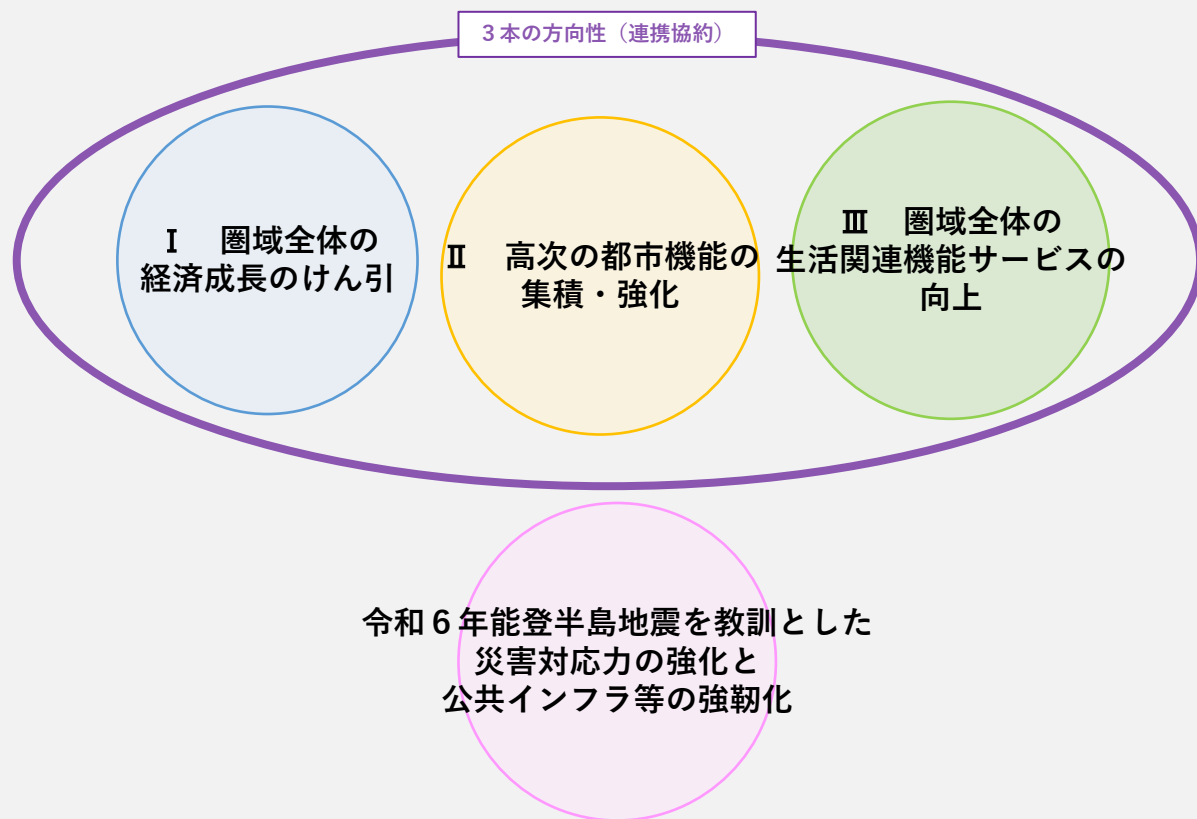 3本の方向性（連携協約）
Ⅰ　圏域全体の
経済成長のけん引
Ⅱ　高次の都市機能の
集積・強化
Ⅲ　圏域全体の
生活関連機能サービスの
向上
令和６年能登半島地震を教訓とした
災害対応力の強化と
公共インフラ等の強靭化